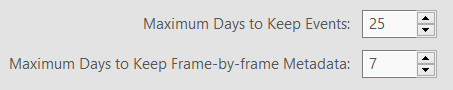 Maximum Days to Keep Events: 25
Maximum Days to Keep Frame-by-frame Metadata: 7